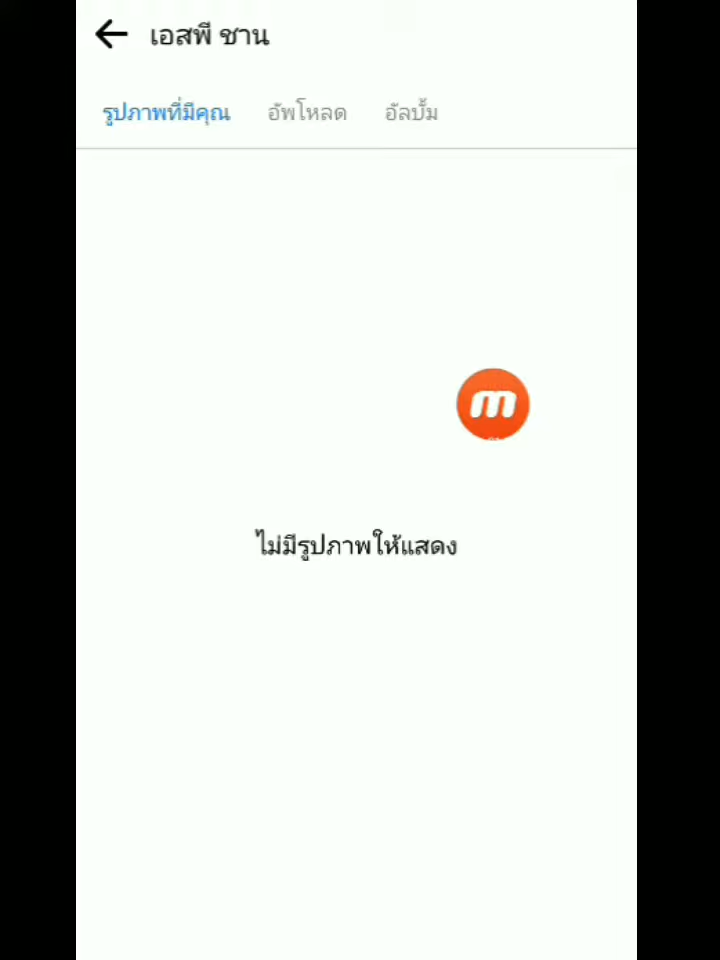 เอสพี ชาน
รูปภาพที่มีคุณ อัพโหลด อัลบั้ม
m
ไม่มีรูปภาพให้แสดง